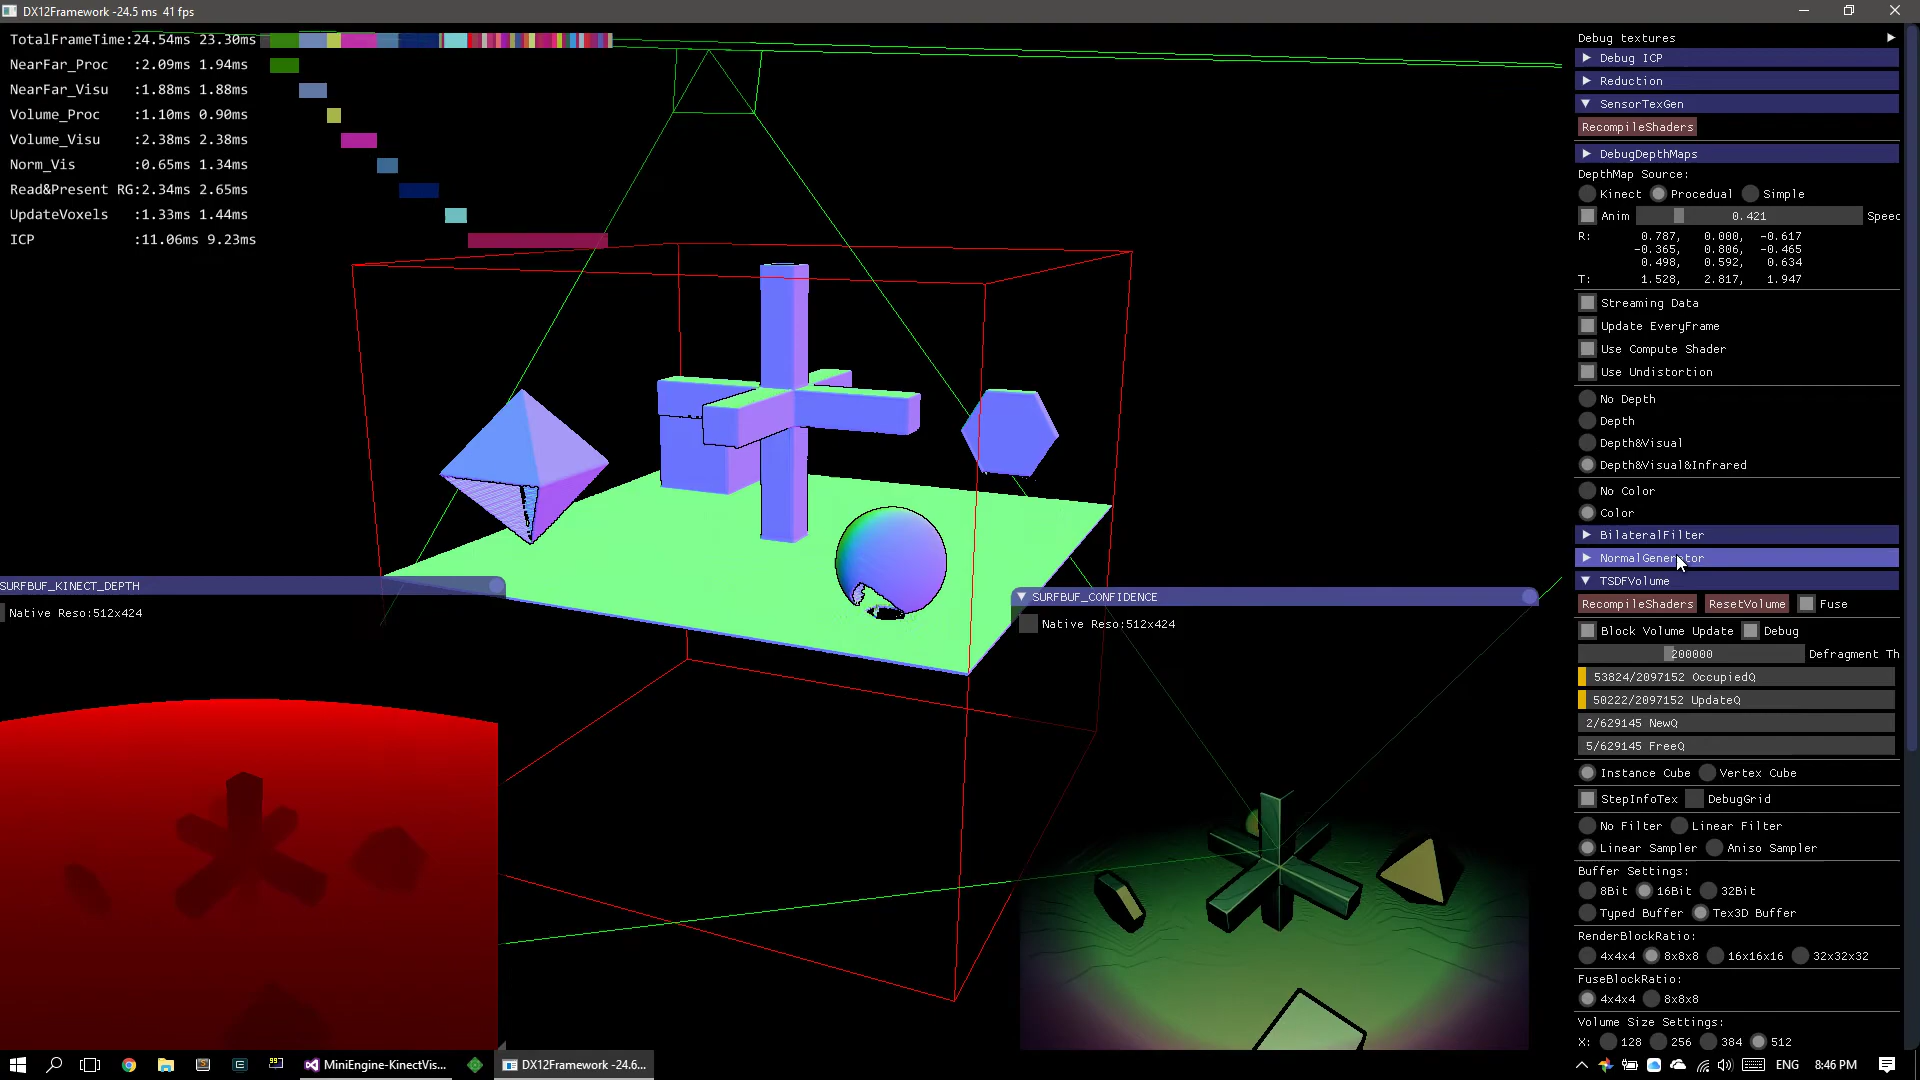 DX12Framework -24.5 ms 41 fps
TotalFrameTime:24.54ms 23.30ms
NearFar_Proc :2.09ms 1.94ms
NearFar_Visu :1.88ms 1.88ms
Volume_Proc :1.10ms 0.90ms
Volume_Visu :2.38ms 2.38ms
Norm_Vis :0.65ms 1.34ms
Read&Present RG:2.34ms 2.65ms
UpdateVoxels :1.33ms 1.44ms
ICP :11.06ms 9.23ms
SURFBUF_KINECT_DEPTH
Native Reso:512x424
SURFBUF_CONFIDENCE
Native Reso:512x424
Debug textures
Debug ICP
Reduction
SensorTexGen
RecompileShaders
DebugDepthMaps
DepthMap Source:
Kinect Procedual Simple
Anim 0.421 Speed
R: 0.787, 0.000, -0.617
-0.365, 0.806, -0.465
0.498, 0.592, 0.634
T: 1.528, 2.817, 1.947
Streaming Data
Update EveryFrame
Use Compute Shader
Use Undistortion
No Depth
Depth
Depth&Visual
Depth&Visual&Infrared
No Color
Color
BilateralFilter
NormalGenerator
TSDFVolume
RecompileShaders ResetVolume Fuse
Block Volume Update Debug
200000 Defragment Th
53824/2097152 OccupiedQ
50222/2097152 UpdateQ
2/629145 NewQ
5/629145 FreeQ
Instance Cube Vertex Cube
StepInfoTex DebugGrid
No Filter Linear Filter
Linear Sampler Aniso Sampler
Buffer Settings:
8Bit 16Bit 32Bit
Typed Buffer Tex3D Buffer
RenderBlockRatio:
4x4x4 8x8x8 16x16x16 32x32x32
FuseBlockRatio:
4x4x4 8x8x8
Volume Size Settings:
X: 128 256 384 512
MiniEngine-KinectVis...
DX12Framework -24.6...
ENG
8:46 PM